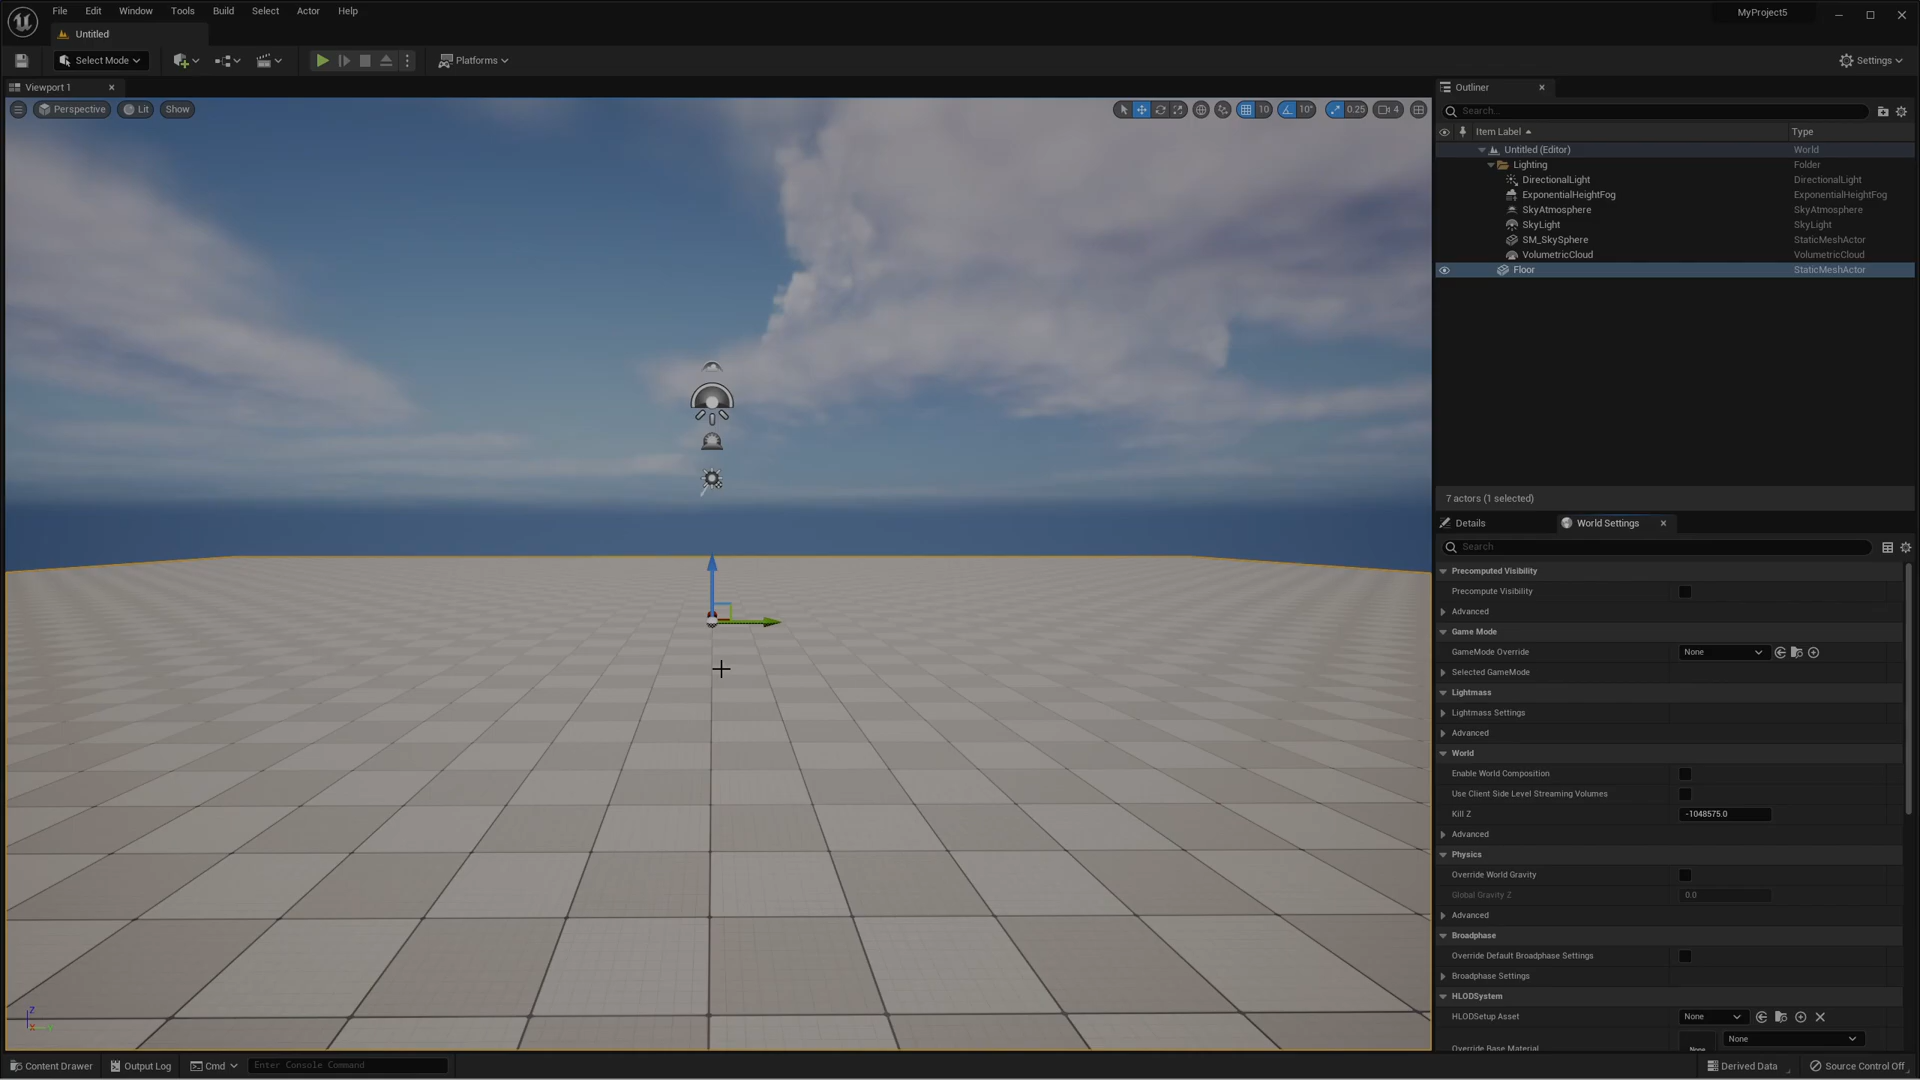 File Edit Window Tools Build Select Actor Help
MyProject5
Untitled
Select Mode
Platforms
Settings
Viewport 1
Outliner
Perspective
Lit
Show
10
10°
0.25
4
Search...
Item Label
Type
Untitled (Editor)
World
Lighting
Folder
DirectionalLight
DirectionalLight
ExponentialHeightFog
ExponentialHeightFog
SkyAtmosphere
SkyAtmosphere
SkyLight
SkyLight
SM_SkySphere
StaticMeshActor
VolumetricCloud
VolumetricCloud
Floor
StaticMeshActor
7 actors (1 selected)
Details
World Settings
Search
Precomputed Visibility
Precompute Visibility
Advanced
Game Mode
GameMode Override
None
Selected GameMode
Lightmass
Lightmass Settings
Advanced
World
Enable World Composition
Use Client Side Level Streaming Volumes
Kill Z
-1048575.0
Advanced
Physics
Override World Gravity
Global Gravity Z
0.0
Advanced
Broadphase
Override Default Broadphase Settings
Broadphase Settings
HLODSystem
HLODSetup Asset
None
Override Base Material
None
None
Z
X
Y
Content Drawer
Output Log
Cmd
Enter Console Command
Derived Data
Source Control Off